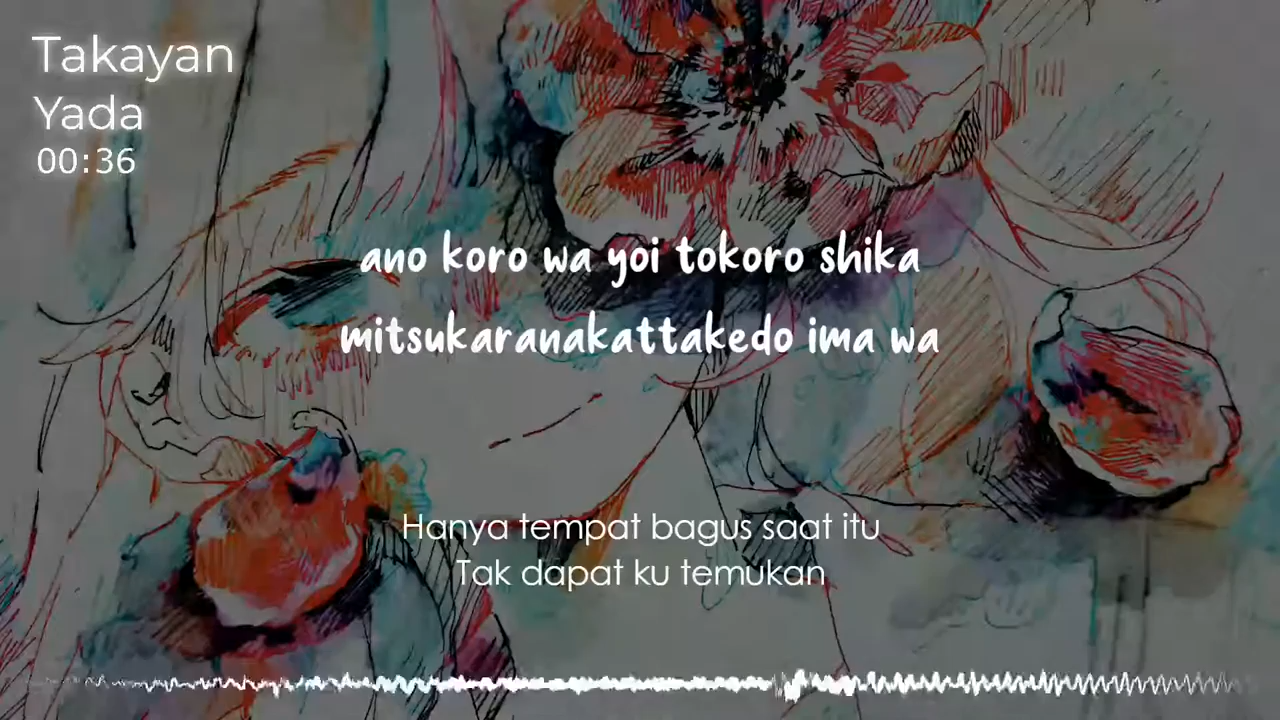 Takayan
Yada
00:36
ano koro wa yoi tokoro shika
mitsukaranakattakedo ima wa
Hanya tempat bagus saat itu
Tak dapat ku temukan